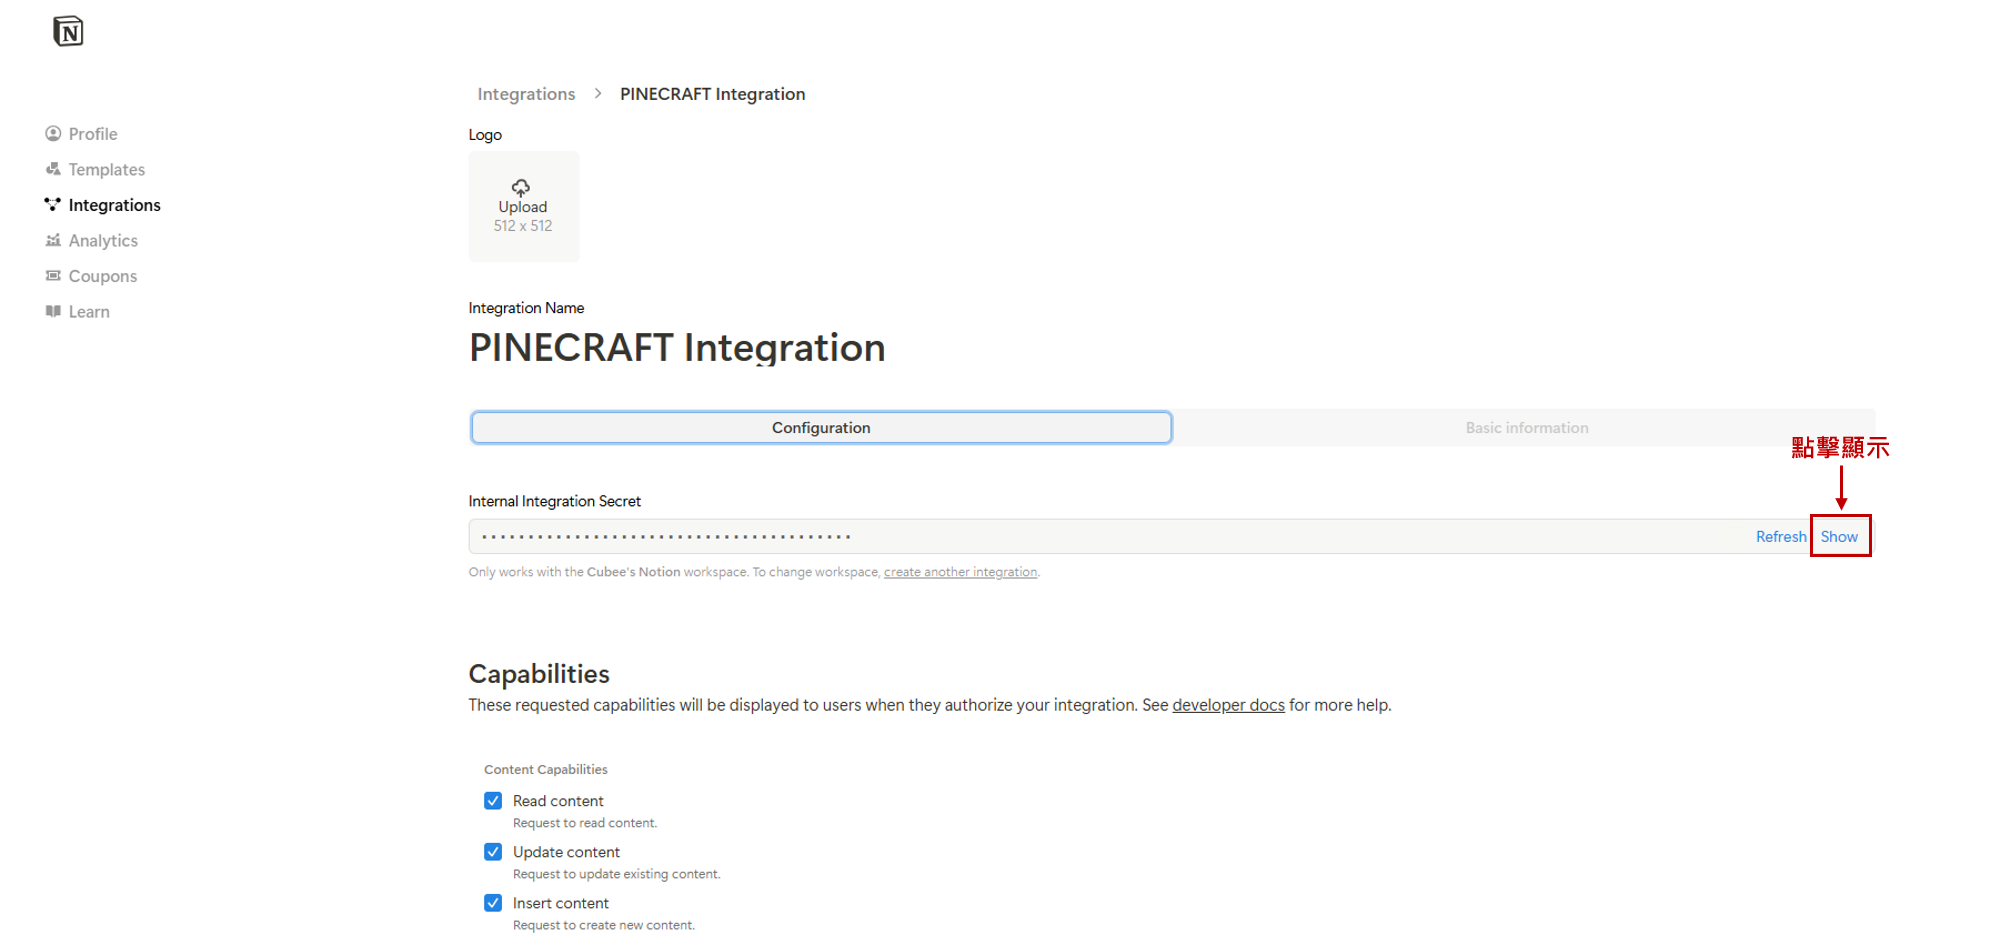 N
Integrations > PINECRAFT Integration
Profile
Templates
Integrations
Analytics
Coupons
Learn
Logo
Upload
512 x 512
Integration Name
PINECRAFT Integration
Configuration
Basic information
點擊顯示
Internal Integration Secret
Refresh
Show
Only works with the Cubee's Notion workspace. To change workspace, create another integration.
Capabilities
These requested capabilities will be displayed to users when they authorize your integration. See developer docs for more help.
Content Capabilities
Read content
Request to read content.
Update content
Request to update existing content.
Insert content
Request to create new content.